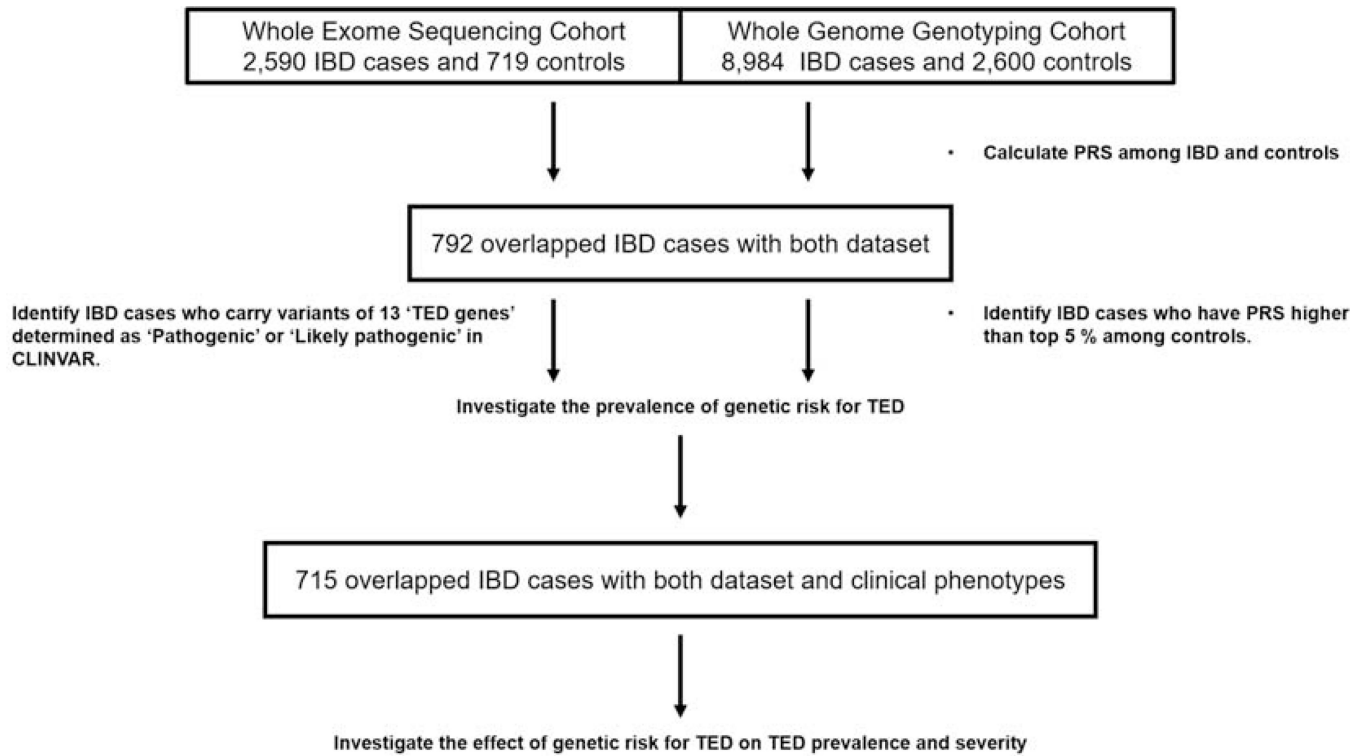 Whole Exome Sequencing Cohort
2,590 IBD cases and 719 controls
Whole Genome Genotyping Cohort
8,984 IBD cases and 2,600 controls
• Calculate PRS among IBD and controls
792 overlapped IBD cases with both dataset
Identify IBD cases who carry variants of 13 ‘TED genes’
determined as ‘Pathogenic’ or ‘Likely pathogenic’ in
CLINVAR.
• Identify IBD cases who have PRS higher
than top 5 % among controls.
Investigate the prevalence of genetic risk for TED
715 overlapped IBD cases with both dataset and clinical phenotypes
Investigate the effect of genetic risk for TED on TED prevalence and severity